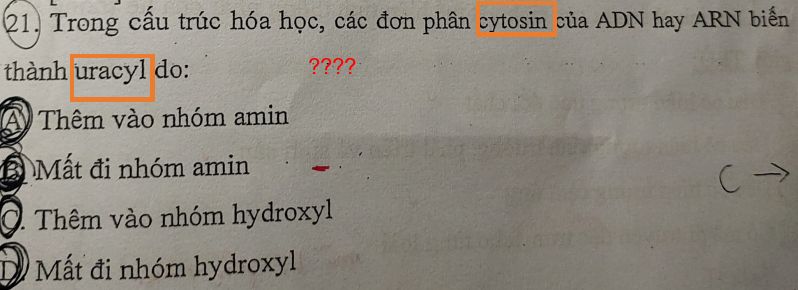 21. Trong cấu trúc hóa học, các đơn phân cytosin của ADN hay ARN biến
thành uracyl do:
????
A Thêm vào nhóm amin
B Mất đi nhóm amin
C. Thêm vào nhóm hydroxyl
D Mất đi nhóm hydroxyl
C →